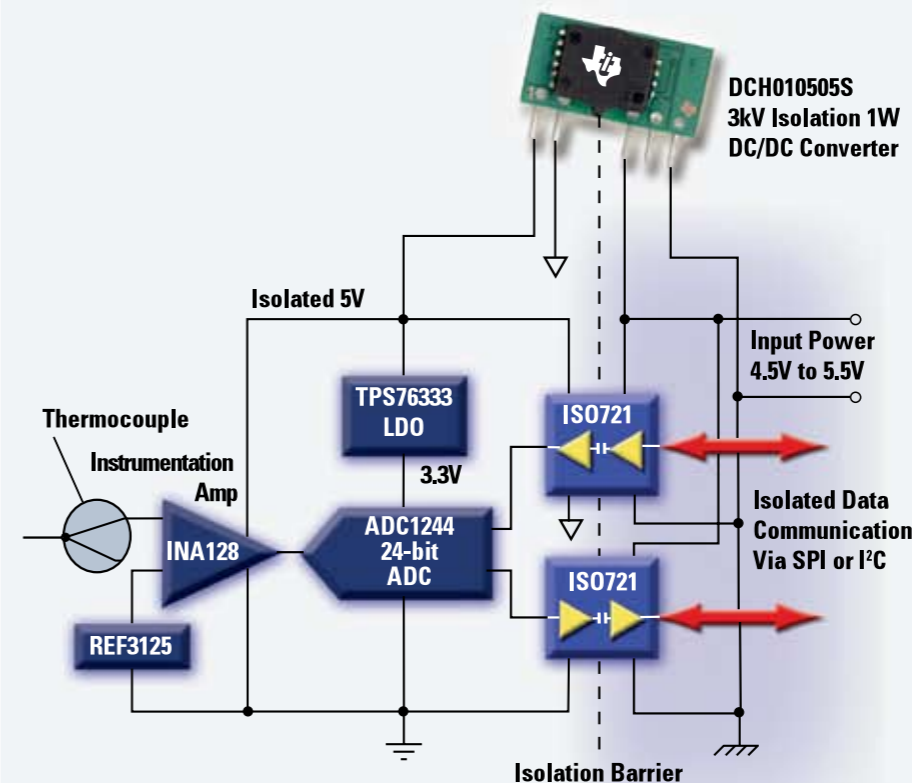 DCH010505S
3kV Isolation 1W
DC/DC Converter
Isolated 5V
Input Power
4.5V to 5.5V
TPS76333
LDO
ISO721
Thermocouple
Instrumentation
Amp
3.3V
INA128
ADC1244
24-bit
ADC
Isolated Data
Communication
Via SPI or I²C
ISO721
REF3125
Isolation Barrier